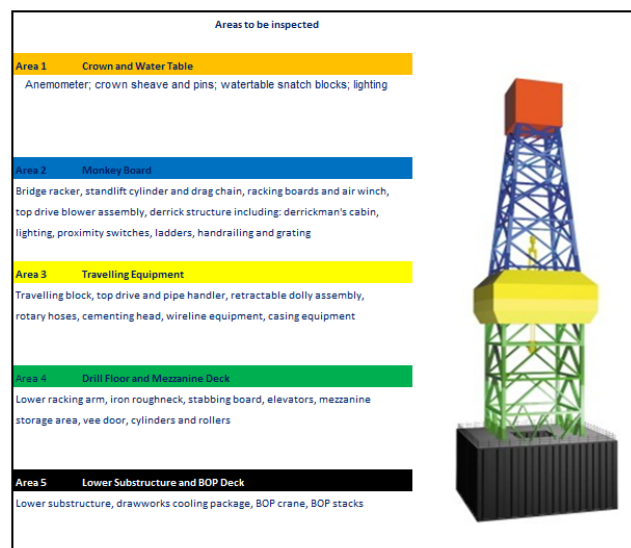 Areas to be inspected
Area 1 Crown and Water Table
Anemometer; crown sheave and pins; watertable snatch blocks; lighting
Area 2 Monkey Board
Bridge racker, standlift cylinder and drag chain, racking boards and air winch,
top drive blower assembly, derrick structure including: derrickman's cabin,
lighting, proximity switches, ladders, handrailing and grating
Area 3 Travelling Equipment
Travelling block, top drive and pipe handler, retractable dolly assembly,
rotary hoses, cementing head, wireline equipment, casing equipment
Area 4 Drill Floor and Mezzanine Deck
Lower racking arm, iron roughneck, stabbing board, elevators, mezzanine
storage area, vee door, cylinders and rollers
Area 5 Lower Substructure and BOP Deck
Lower substructure, drawworks cooling package, BOP crane, BOP stacks